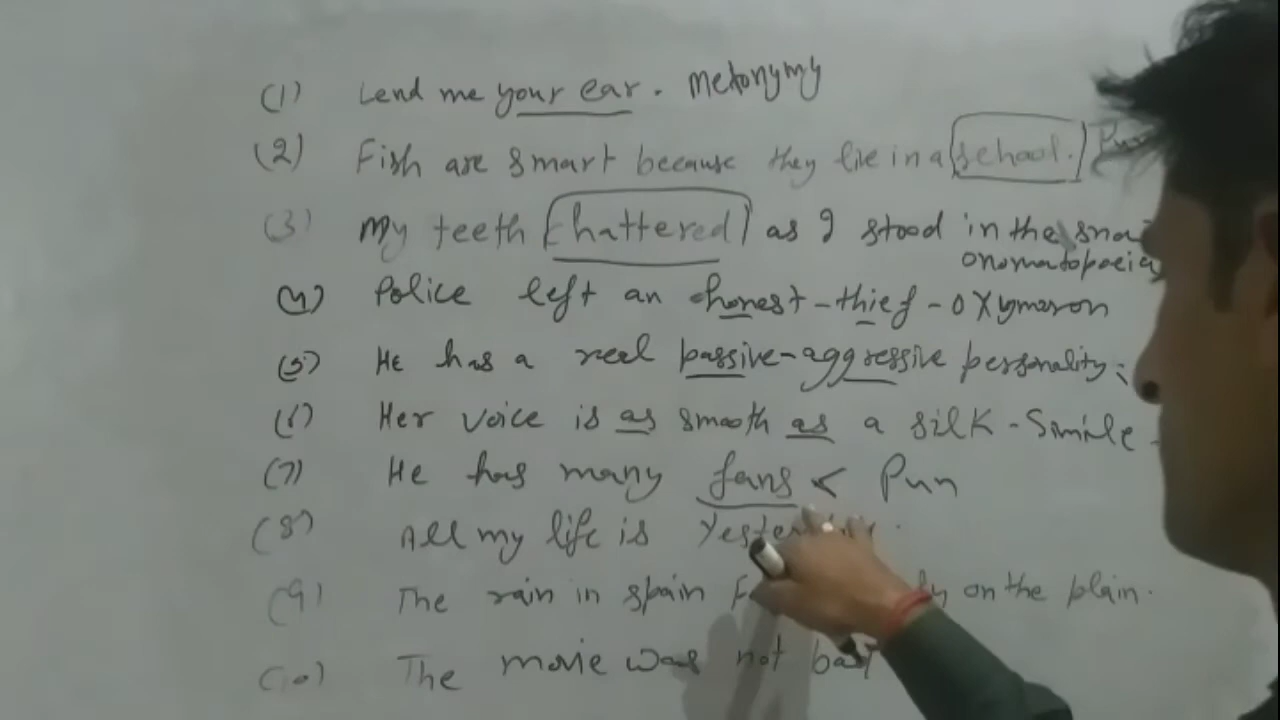 (1) Lend me your ear. Metonymy
(2) Fish are smart because they live in a school. Pun
(3) My teeth chattered as I stood in the
onomatopoeia
(4) Police left an honest-thief - oxymoron
(5) He has a real passive-aggressive personality
(6) Her voice is as smooth as a silk - Simile
(7) He has many fans < Pun
(8) All my life is
(9) The rain in spain on the plain.
(10) The movie was not bad